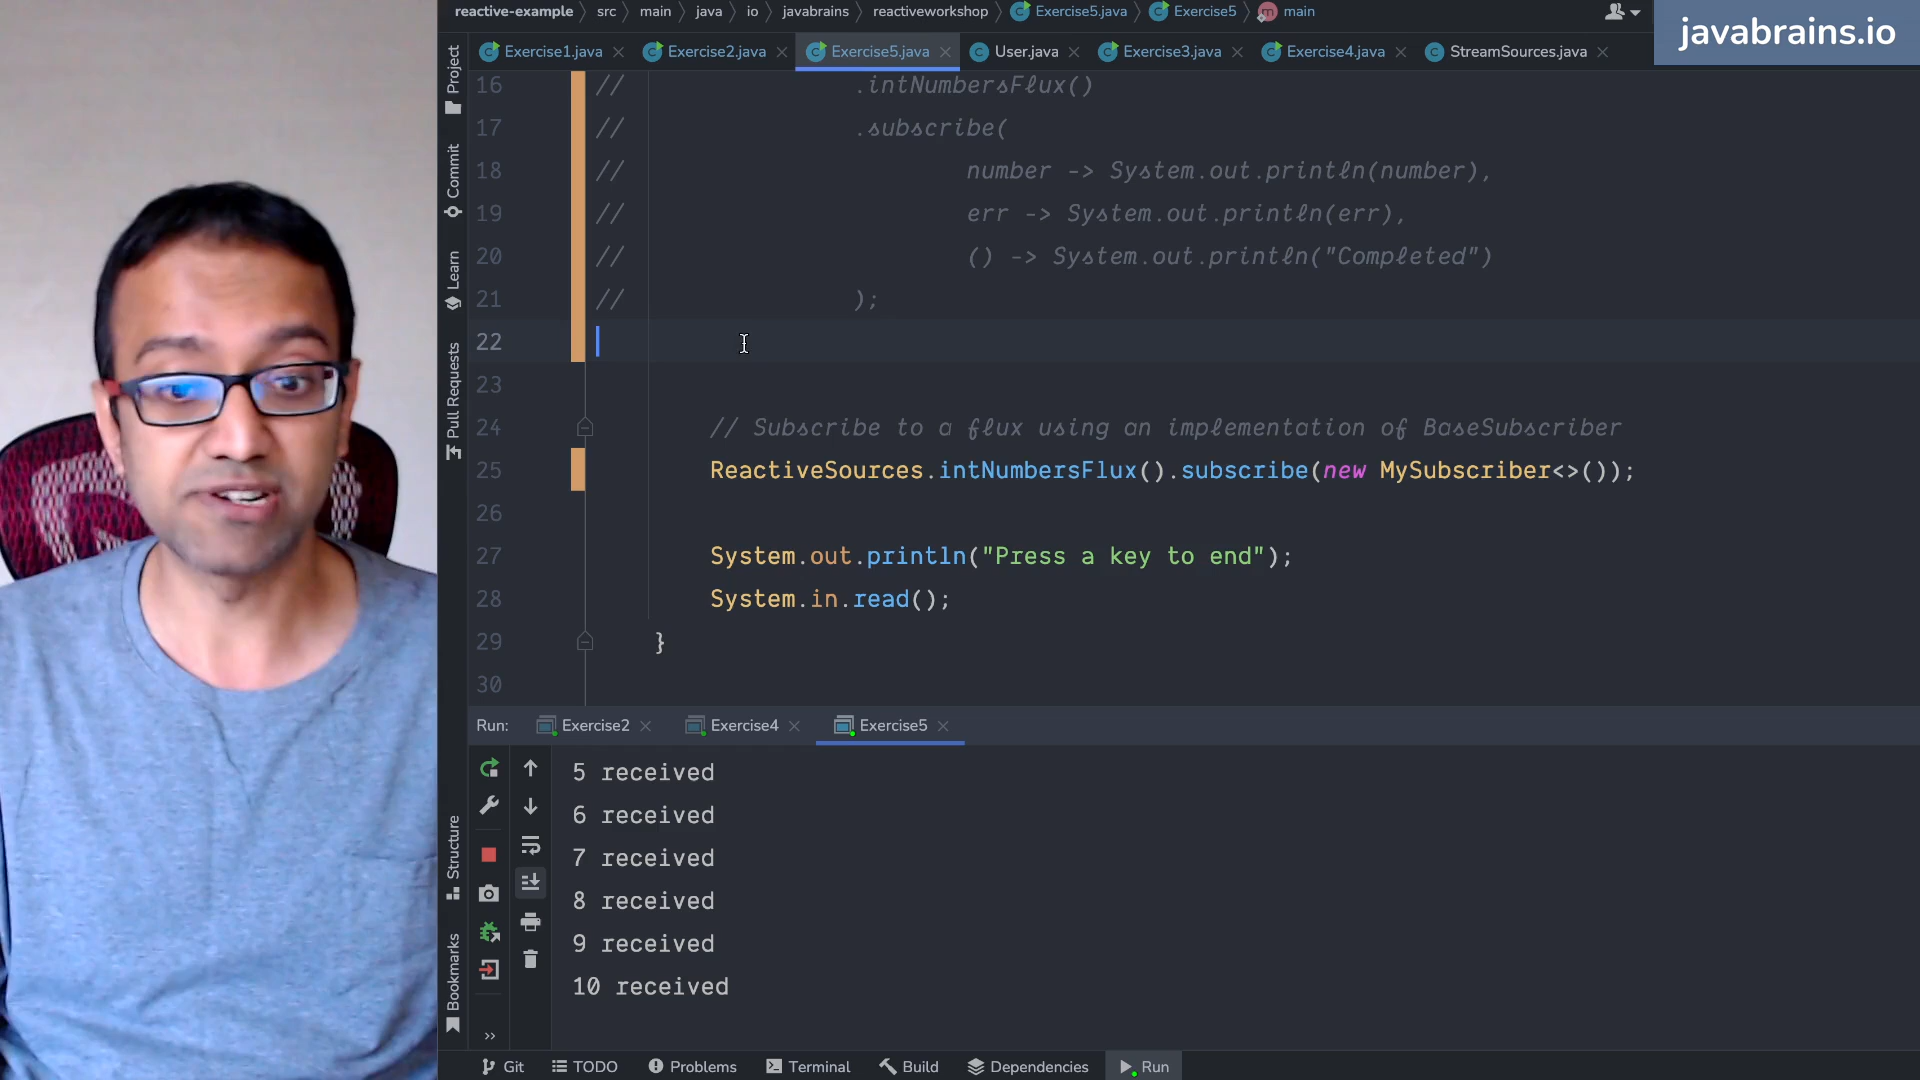 reactive-example src main java io javabrains reactiveworkshop Exercise5.java Exercise5 main
javabrains.io
Exercise1.java Exercise2.java Exercise5.java User.java Exercise3.java Exercise4.java StreamSources.java
Project
Commit
Learn
Pull Requests
Structure
Bookmarks
16 // .intNumbersFlux()
17 // .subscribe(
18 // number -> System.out.println(number),
19 // err -> System.out.println(err),
20 // () -> System.out.println("Completed")
21 // );
22
23
24 // Subscribe to a flux using an implementation of BaseSubscriber
25 ReactiveSources.intNumbersFlux().subscribe(new MySubscriber<>());
26
27 System.out.println("Press a key to end");
28 System.in.read();
29 }
30
Run: Exercise2 Exercise4 Exercise5
5 received
6 received
7 received
8 received
9 received
10 received
Git TODO Problems Terminal Build Dependencies Run